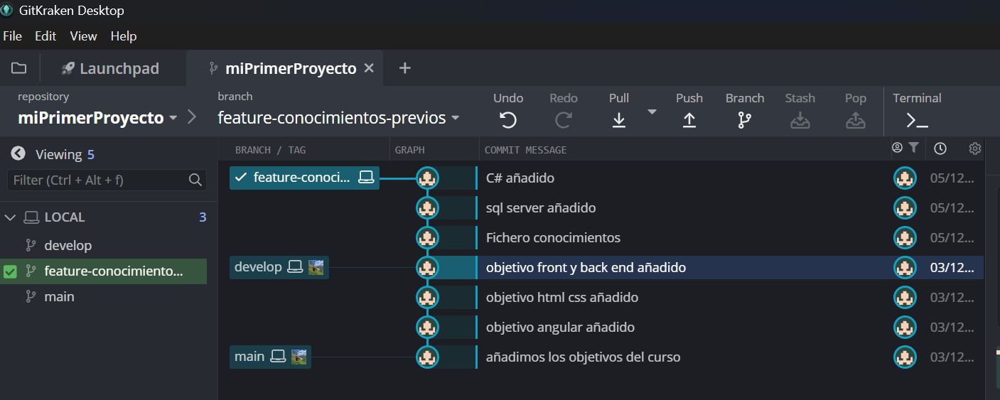 GitKraken Desktop
File Edit View Help
Launchpad miPrimerProyecto
repository branch Undo Redo Pull Push Branch Stash Pop Terminal
miPrimerProyecto feature-conocimientos-previos
Viewing 5 BRANCH / TAG GRAPH COMMIT MESSAGE
Filter (Ctrl + Alt + f) feature-conoci... C# añadido 05/12...
sql server añadido 05/12...
LOCAL 3 Fichero conocimientos 05/12...
develop
develop objetivo front y back end añadido 03/12...
feature-conocimiento...
main objetivo html css añadido 03/12...
objetivo angular añadido 03/12...
main añadimos los objetivos del curso 03/12...